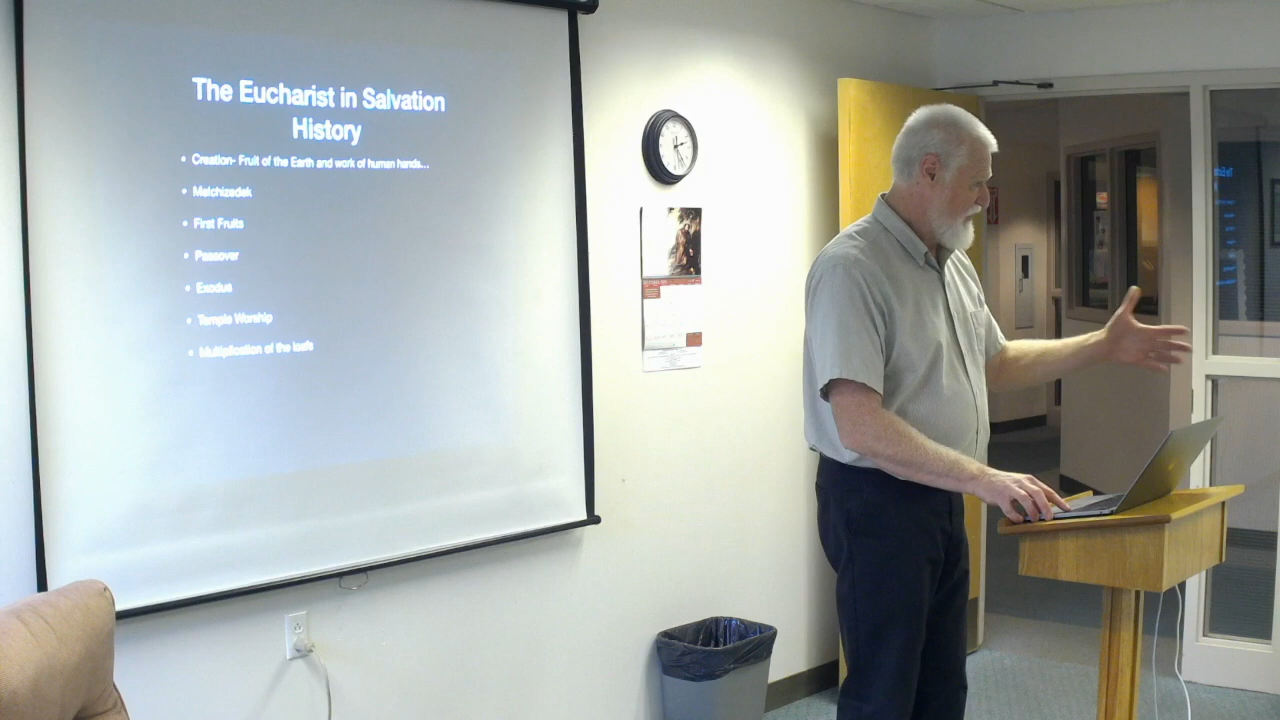 The Eucharist in Salvation
History
• Creation- Fruit of the Earth and work of human hands...
• Melchizedek
• First Fruits
• Passover
• Exodus
• Temple Worship
• Multiplication of the loafs